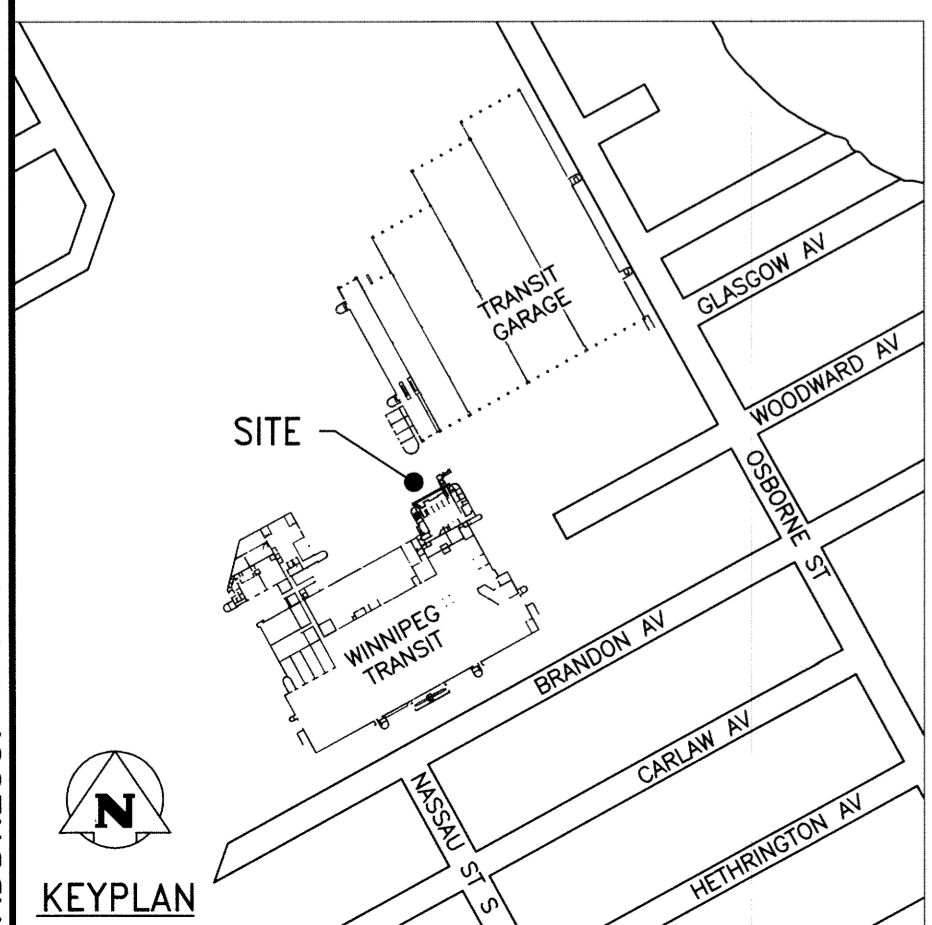 GLASGOW AV
TRANSIT
GARAGE
WOODWARD AV
SITE
OSBORNE ST
WINNIPEG
TRANSIT
BRANDON AV
CARLAW AV
NASSAU ST S
HETHRINGTON AV
N
KEYPLAN